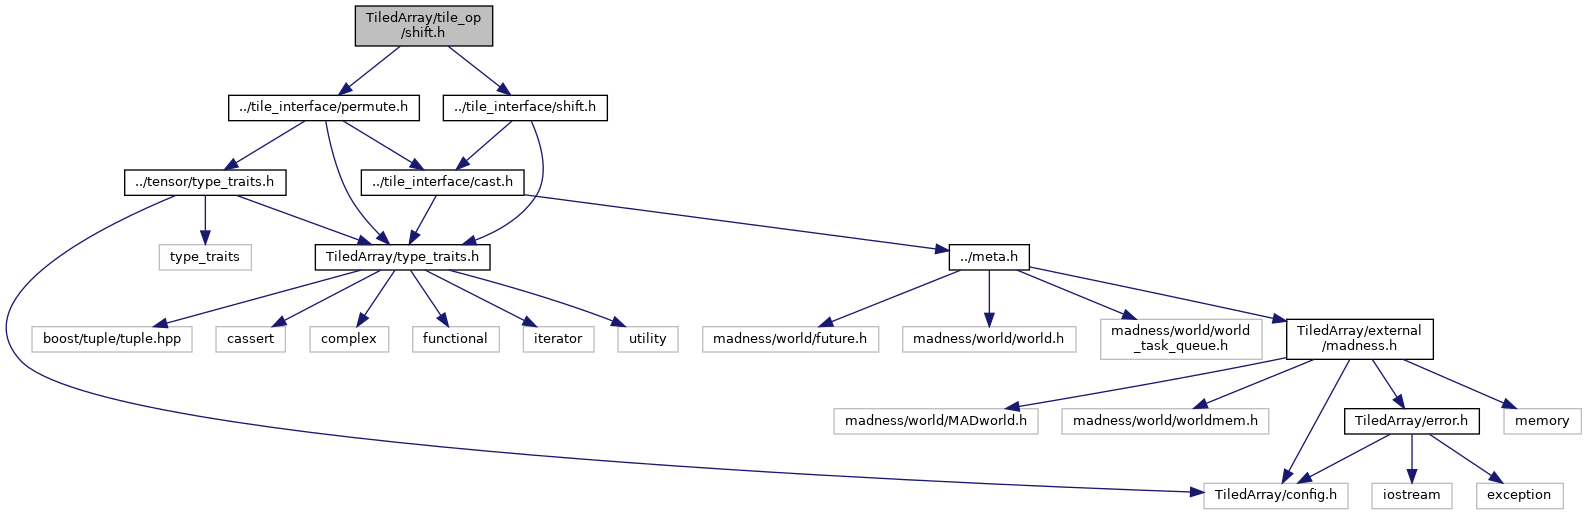 TiledArray/tile_op
/shift.h
../tile_interface/permute.h
../tile_interface/shift.h
../tensor/type_traits.h
../tile_interface/cast.h
type_traits
TiledArray/type_traits.h
../meta.h
boost/tuple/tuple.hpp
cassert
complex
functional
iterator
utility
madness/world/future.h
madness/world/world.h
madness/world/world
_task_queue.h
TiledArray/external
/madness.h
madness/world/MADworld.h
madness/world/worldmem.h
TiledArray/error.h
memory
TiledArray/config.h
iostream
exception